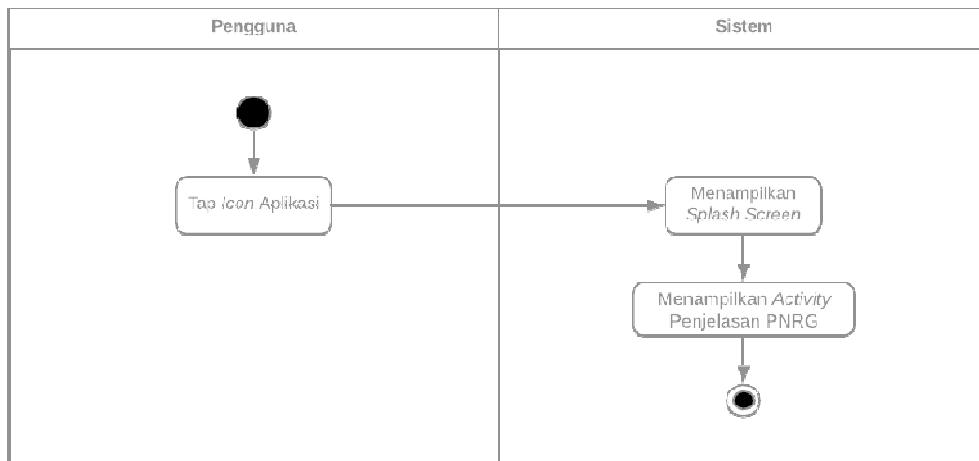 Pengguna
Sistem
Tap Icon Aplikasi
Menampilkan
Splash Screen
Menampilkan Activity
Penjelasan PNRG